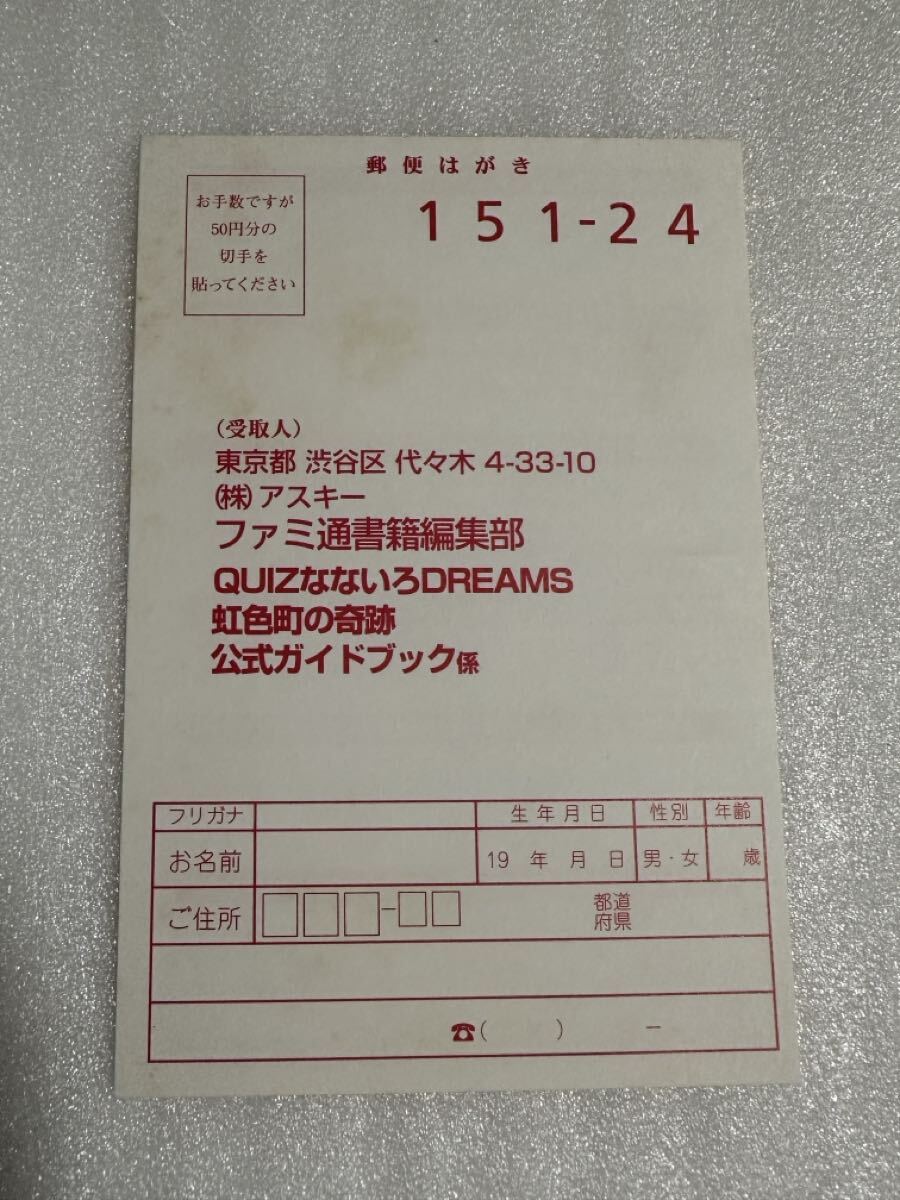 郵便はがき
お手数ですが
50円分の
切手を
貼ってください
151-24
(受取人)
東京都 渋谷区 代々木 4-33-10
㈱アスキー
ファミ通書籍編集部
QUIZなないろDREAMS
虹色町の奇跡
公式ガイドブック係
フリガナ 生年月日 性別 年齢
お名前 19 年 月 日 男・女 歳
ご住所 - 都道
府県
☎( ) -